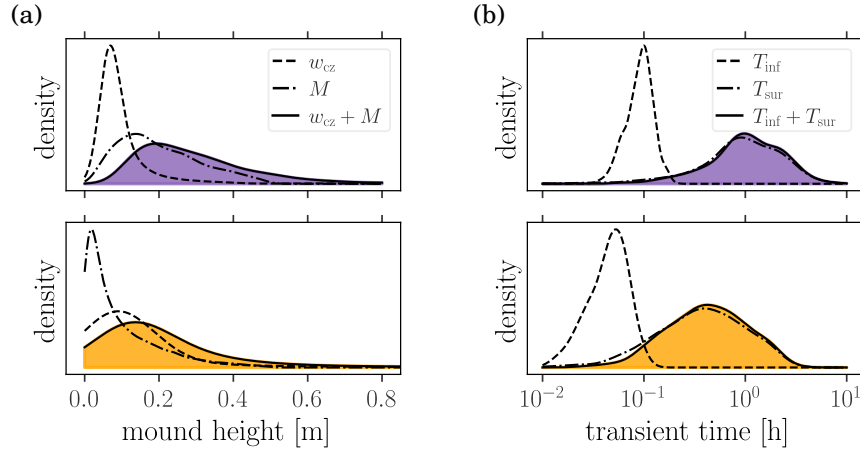 (a)
density
w_cz
M
w_cz + M
density
0.0 0.2 0.4 0.6 0.8
mound height [m]
(b)
density
T_inf
T_sur
T_inf + T_sur
density
10^−2 10^−1 10^0 10^1
transient time [h]